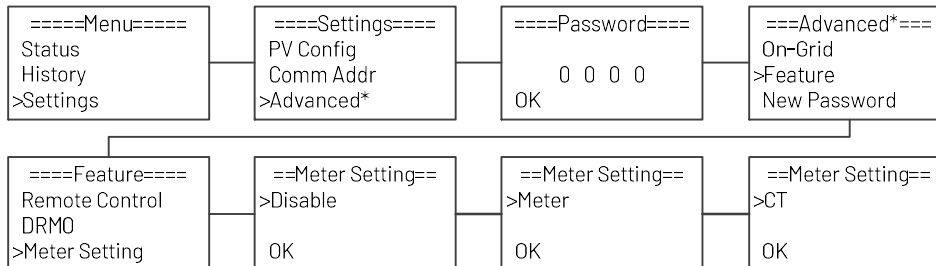 =====Menu=====
Status
History
>Settings
====Settings====
PV Config
Comm Addr
>Advanced*
====Password====
0 0 0 0
OK
===Advanced*===
On-Grid
>Feature
New Password
====Feature====
Remote Control
DRM0
>Meter Setting
==Meter Setting==
>Disable
OK
==Meter Setting==
>Meter
OK
==Meter Setting==
>CT
OK